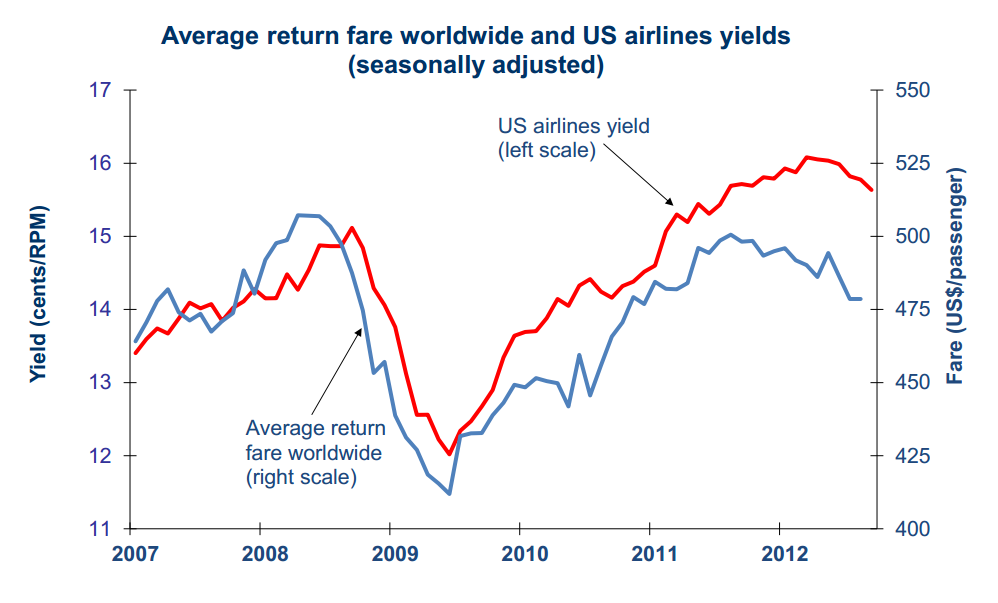 Average return fare worldwide and US airlines yields
(seasonally adjusted)
17
16
15
14
13
12
11
Yield (cents/RPM)
US airlines yield
(left scale)
Average return
fare worldwide
(right scale)
550
525
500
475
450
425
400
Fare (US$/passenger)
2007 2008 2009 2010 2011 2012